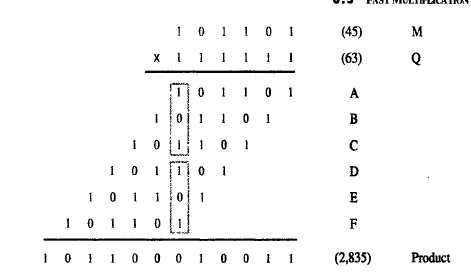 FAST MULTIPLICATION
1 0 1 1 0 1 (45) M
x 1 1 1 1 1 1 (63) Q
1 0 1 1 0 1 A
1 0 1 1 0 1 B
1 0 1 1 0 1 C
1 0 1 1 0 1 D
1 0 1 1 0 1 E
1 0 1 1 0 1 F
1 0 1 1 0 0 0 1 0 0 1 1 (2,835) Product